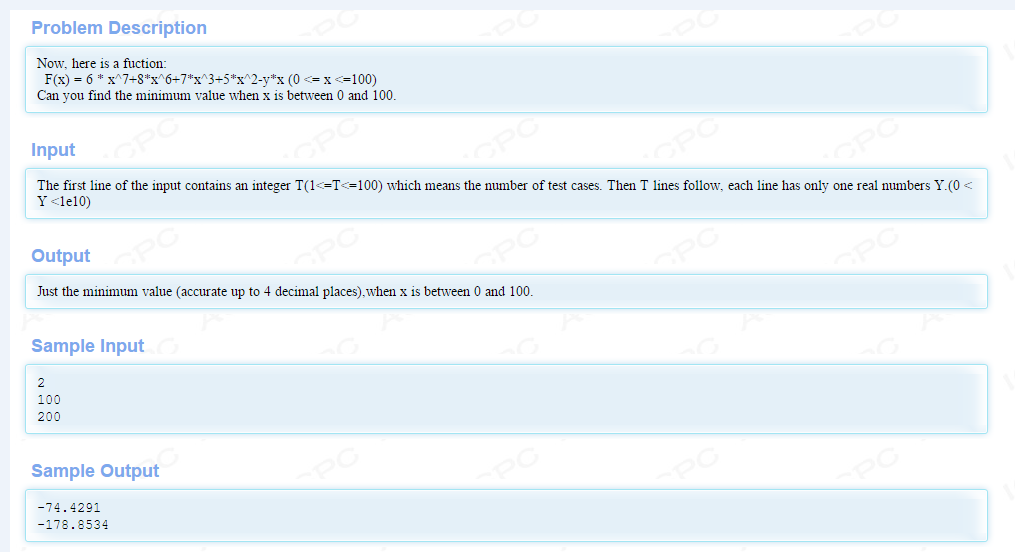 Problem Description
Now, here is a fuction:
F(x) = 6 * x^7+8*x^6+7*x^3+5*x^2-y*x (0 <= x <=100)
Can you find the minimum value when x is between 0 and 100.
Input
The first line of the input contains an integer T(1<=T<=100) which means the number of test cases. Then T lines follow, each line has only one real numbers Y.(0 <
Y <1e10)
Output
Just the minimum value (accurate up to 4 decimal places),when x is between 0 and 100.
Sample Input
2
100
200
Sample Output
-74.4291
-178.8534